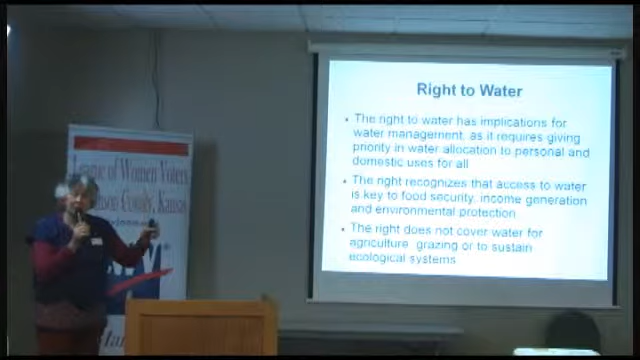 League of Women Voters
County, Kansas
Right to Water
• The right to water has implications for
water management, as it requires giving
priority in water allocation to personal and
domestic uses for all
• The right recognizes that access to water
is key to food security, income generation
and environmental protection
• The right does not cover water for
agriculture, grazing or to sustain
ecological systems